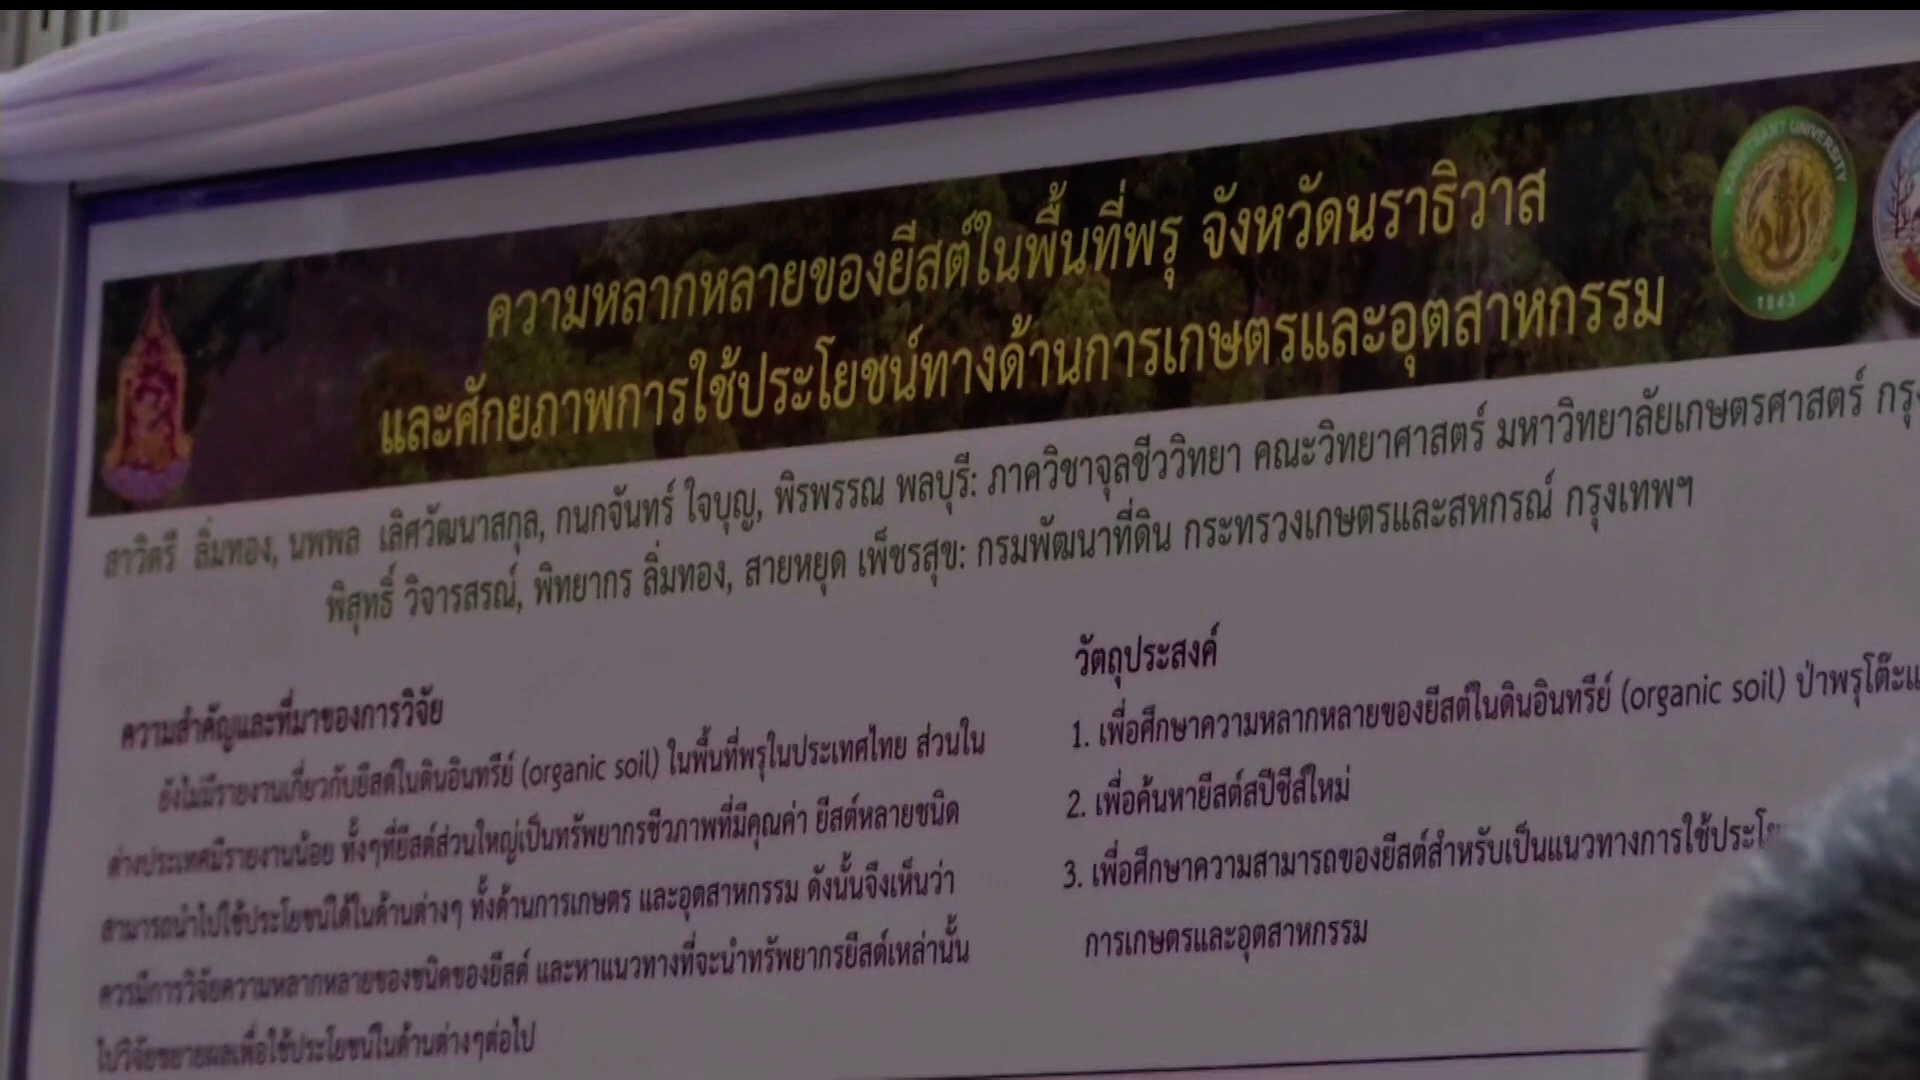 ความหลากหลายของยีสต์ในพื้นที่พรุ จังหวัดนราธิวาส
และศักยภาพการใช้ประโยชน์ทางด้านการเกษตรและอุตสาหกรรม
KASETSART UNIVERSITY
1943
สาวิตรี ลิ่มทอง, นพพล เลิศวัฒนาสกุล, กนกจันทร์ ใจบุญ, พิรพรรณ พลบุรี: ภาควิชาจุลชีววิทยา คณะวิทยาศาสตร์ มหาวิทยาลัยเกษตรศาสตร์
พิสุทธิ์ วิจารสรณ์, พิทยากร ลิ่มทอง, สายหยุด เพ็ชรสุข: กรมพัฒนาที่ดิน กระทรวงเกษตรและสหกรณ์ กรุงเทพฯ
ความสำคัญและที่มาของการวิจัย
ยังไม่มีรายงานเกี่ยวกับยีสต์ในดินอินทรีย์ (organic soil) ในพื้นที่พรุในประเทศไทย ส่วนใน
ต่างประเทศมีรายงานน้อย ทั้งๆที่ยีสต์ส่วนใหญ่เป็นทรัพยากรชีวภาพที่มีคุณค่า ยีสต์หลายชนิด
สามารถนำไปใช้ประโยชน์ได้ในด้านต่างๆ ทั้งด้านการเกษตร และอุตสาหกรรม ดังนั้นจึงเห็นว่า
ควรมีการวิจัยความหลากหลายของชนิดของยีสต์ และหาแนวทางที่จะนำทรัพยากรยีสต์เหล่านั้น
ไปวิจัยขยายผลเพื่อใช้ประโยชน์ในด้านต่างๆต่อไป
วัตถุประสงค์
1. เพื่อศึกษาความหลากหลายของยีสต์ในดินอินทรีย์ (organic soil) ป่าพรุโต๊ะแ
2. เพื่อค้นหายีสต์สปีชีส์ใหม่
3. เพื่อศึกษาความสามารถของยีสต์สำหรับเป็นแนวทางการใช้ประโย
การเกษตรและอุตสาหกรรม